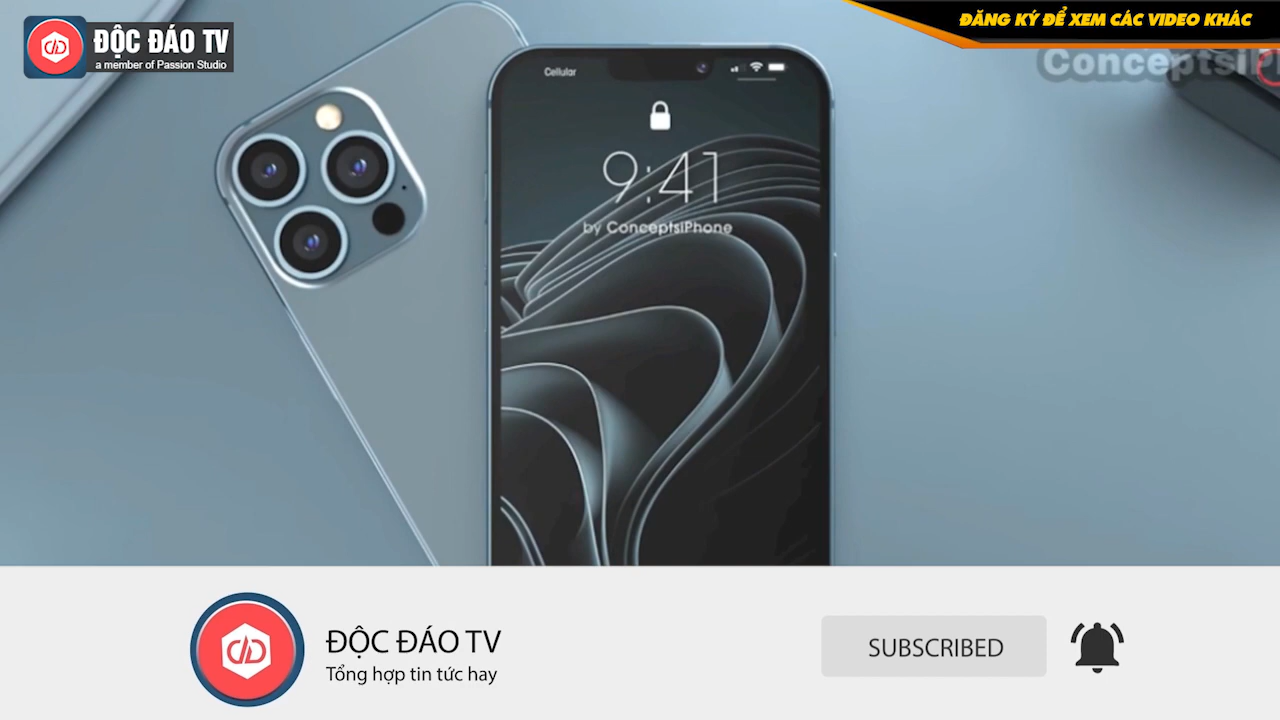 ĐỘC ĐÁO TV
a member of Passion Studio
ĐĂNG KÝ ĐỂ XEM CÁC VIDEO KHÁC
Cellular
9:41
by ConceptsiPhone
ĐỘC ĐÁO TV
Tổng hợp tin tức hay
SUBSCRIBED